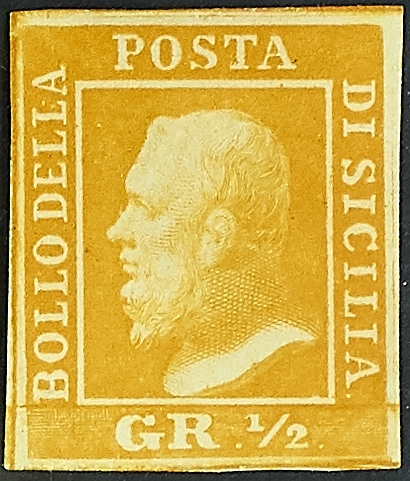 BOLLO DELLA
POSTA
DI SICILIA.
GR. ½.